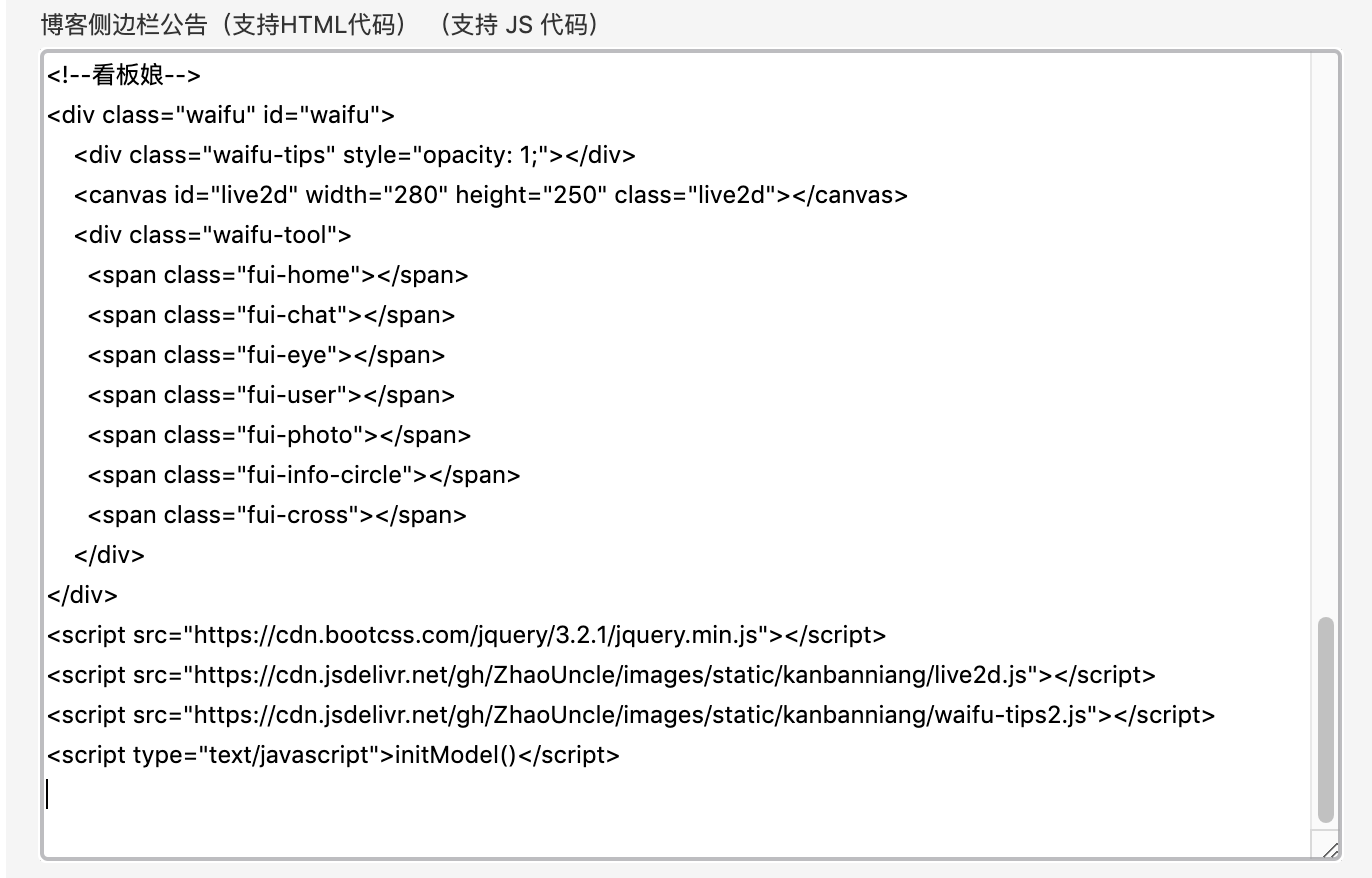 博客侧边栏公告（支持HTML代码） （支持 JS 代码）
<!--看板娘-->
<div class="waifu" id="waifu">
    <div class="waifu-tips" style="opacity: 1;"></div>
    <canvas id="live2d" width="280" height="250" class="live2d"></canvas>
    <div class="waifu-tool">
      <span class="fui-home"></span>
      <span class="fui-chat"></span>
      <span class="fui-eye"></span>
      <span class="fui-user"></span>
      <span class="fui-photo"></span>
      <span class="fui-info-circle"></span>
      <span class="fui-cross"></span>
    </div>
</div>
<script src="https://cdn.bootcss.com/jquery/3.2.1/jquery.min.js"></script>
<script src="https://cdn.jsdelivr.net/gh/ZhaoUncle/images/static/kanbanniang/live2d.js"></script>
<script src="https://cdn.jsdelivr.net/gh/ZhaoUncle/images/static/kanbanniang/waifu-tips2.js"></script>
<script type="text/javascript">initModel()</script>